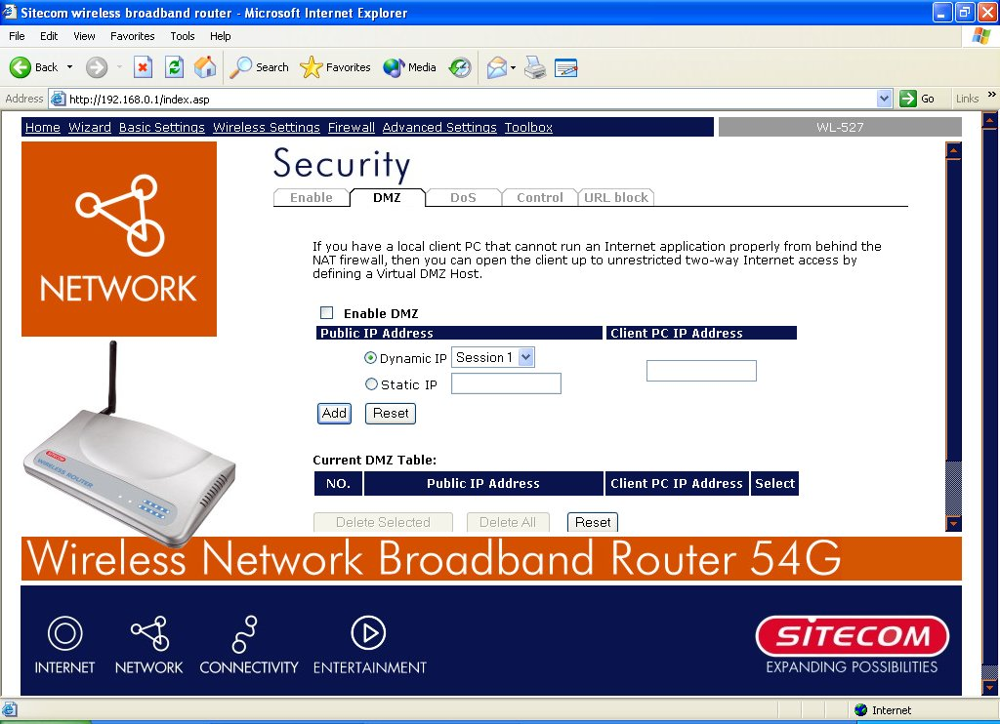 Sitecom wireless broadband router - Microsoft Internet Explorer
File Edit View Favorites Tools Help
Back Search Favorites Media
Address http://192.168.0.1/index.asp Go Links »
Home Wizard Basic Settings Wireless Settings Firewall Advanced Settings Toolbox WL-527
Security
Enable DMZ DoS Control URL block
NETWORK
If you have a local client PC that cannot run an Internet application properly from behind the
NAT firewall, then you can open the client up to unrestricted two-way Internet access by
defining a Virtual DMZ Host.
Enable DMZ
Public IP Address Client PC IP Address
Dynamic IP Session 1
Static IP
Add Reset
Current DMZ Table:
NO. Public IP Address Client PC IP Address Select
Delete Selected Delete All Reset
SITECOM
WIRELESS ROUTER
Wireless Network Broadband Router 54G
INTERNET NETWORK CONNECTIVITY ENTERTAINMENT
SITECOM
EXPANDING POSSIBILITIES
Internet